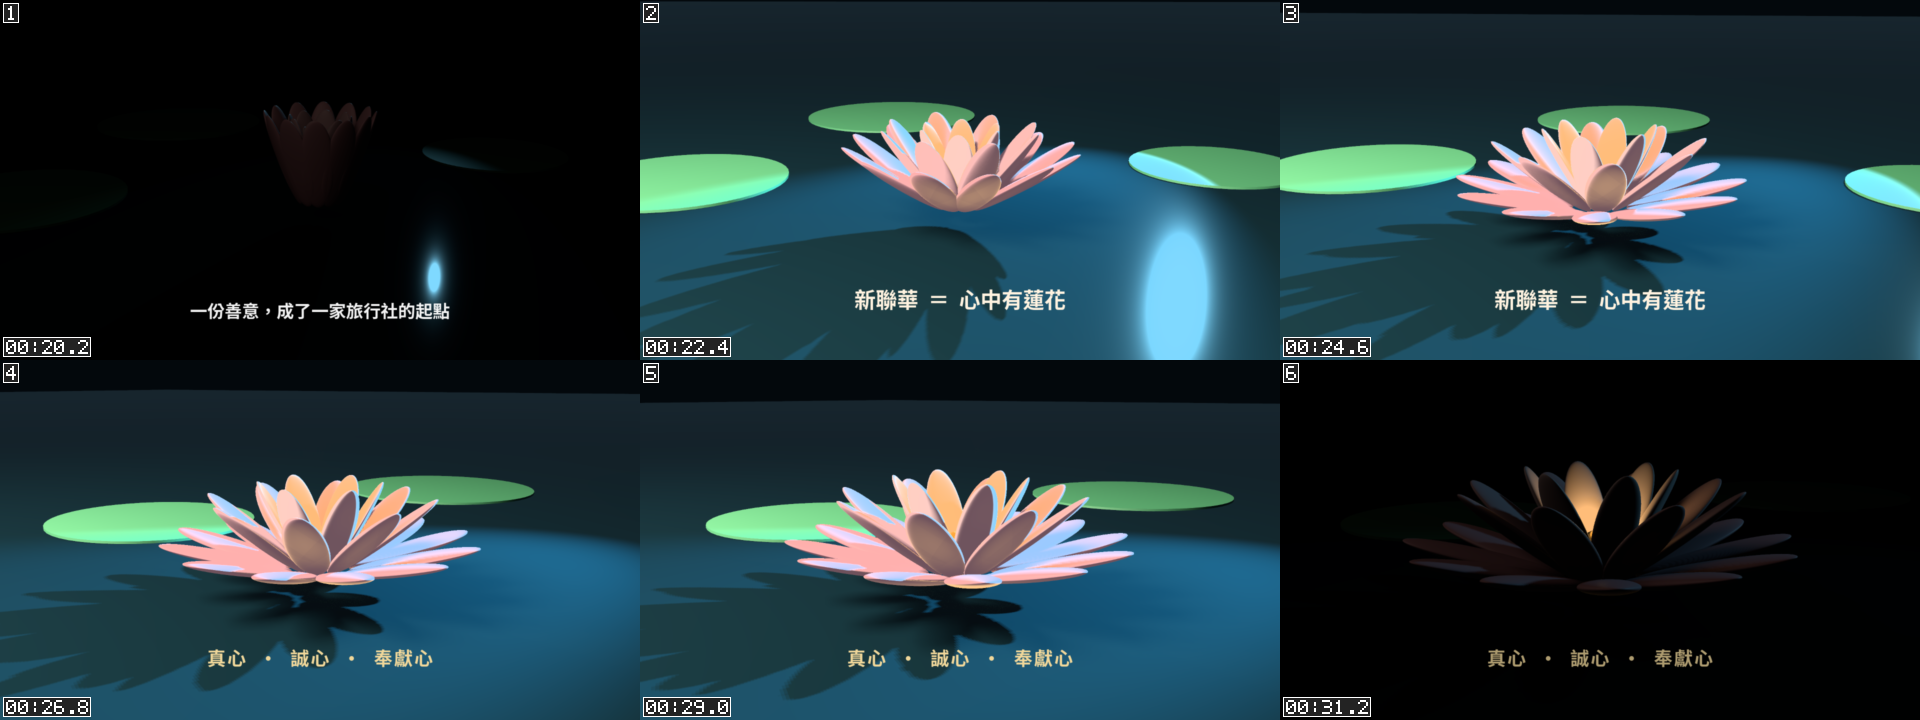 1
一份善意，成了一家旅行社的起點
00:20.2
2
新聯華 = 心中有蓮花
00:22.4
3
新聯華 = 心中有蓮花
00:24.6
4
真心 • 誠心 • 奉獻心
00:26.8
5
真心 • 誠心 • 奉獻心
00:29.0
6
真心 • 誠心 • 奉獻心
00:31.2